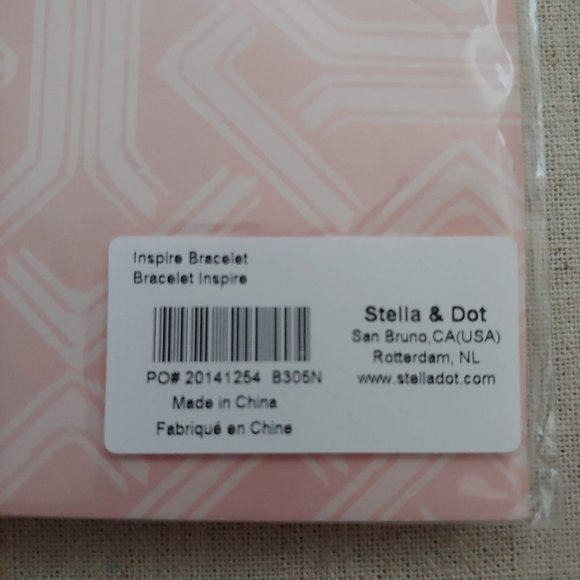 Inspire Bracelet
Bracelet Inspire
PO# 20141254 B305N
Made in China
Fabriqué en Chine
Stella & Dot
San Bruno,CA(USA)
Rotterdam, NL
www.stelladot.com